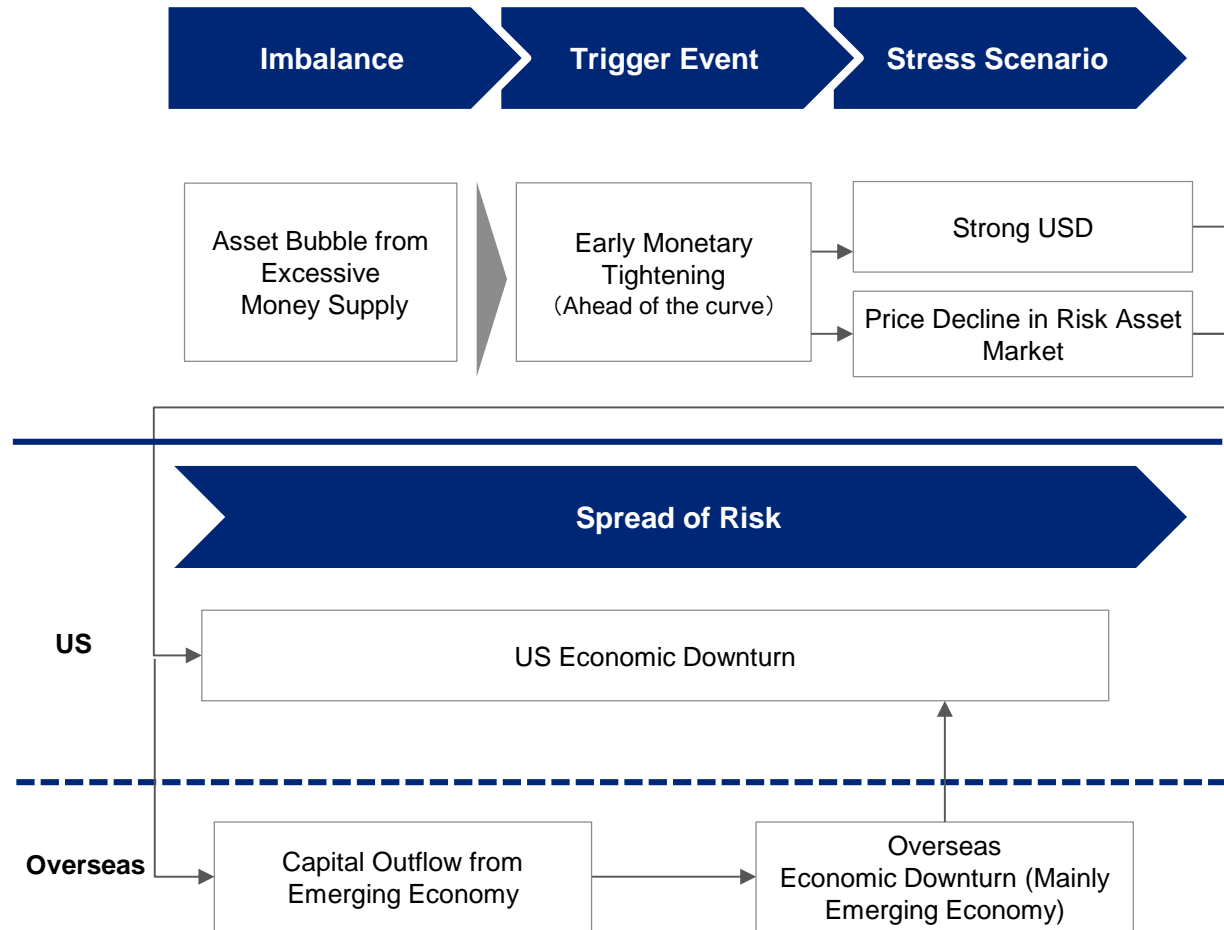 Imbalance
Trigger Event
Stress Scenario
Asset Bubble from
Excessive
Money Supply
Early Monetary
Tightening
（Ahead of the curve）
Strong USD
Price Decline in Risk Asset
Market
Spread of Risk
US
US Economic Downturn
Overseas
Capital Outflow from
Emerging Economy
Overseas
Economic Downturn (Mainly
Emerging Economy)